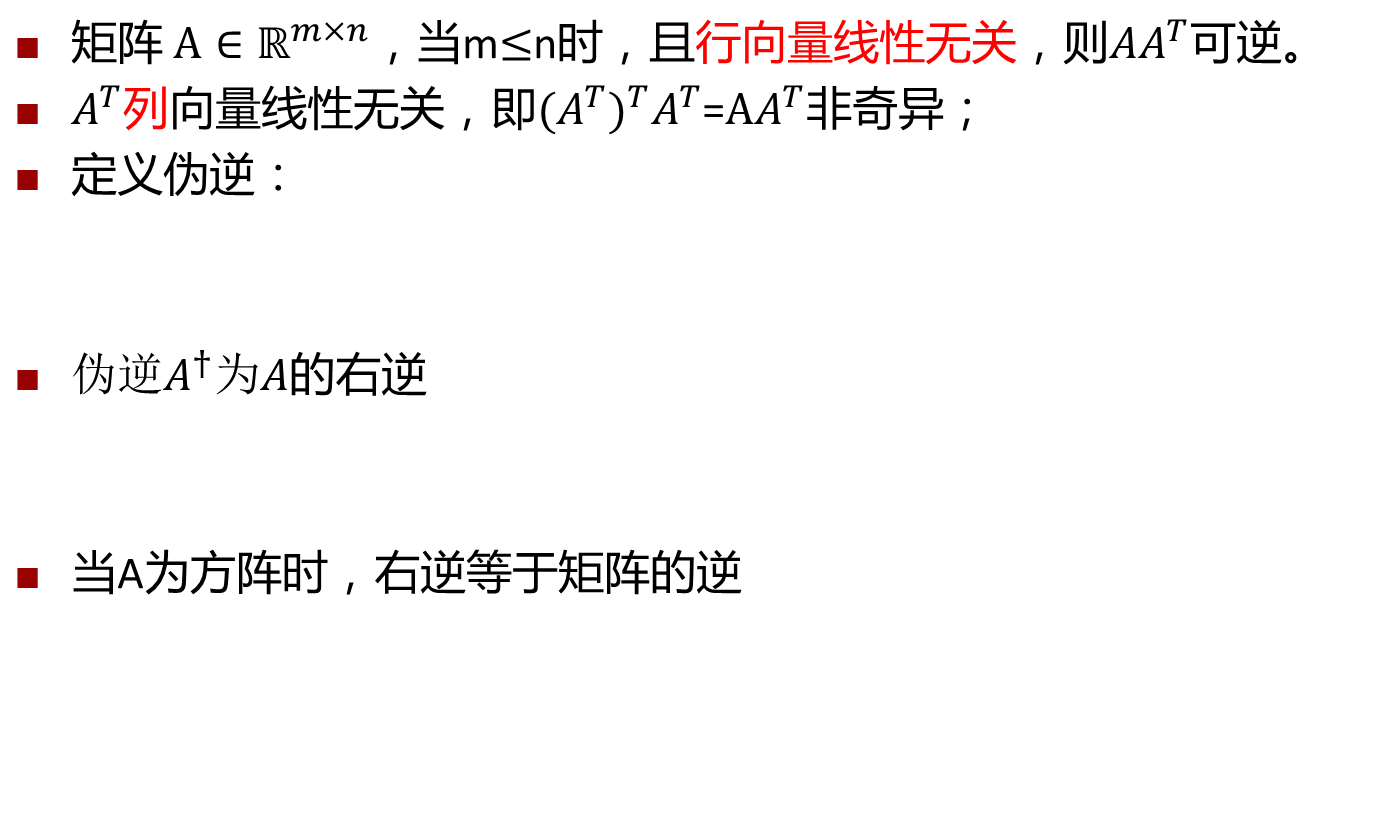 ■ 矩阵 A ∈ ℝ^{m×n}，当m≤n时，且行向量线性无关，则AA^T可逆。
■ A^T列向量线性无关，即(A^T)^T A^T=AA^T非奇异；
■ 定义伪逆：
■ 伪逆A^†为A的右逆
■ 当A为方阵时，右逆等于矩阵的逆